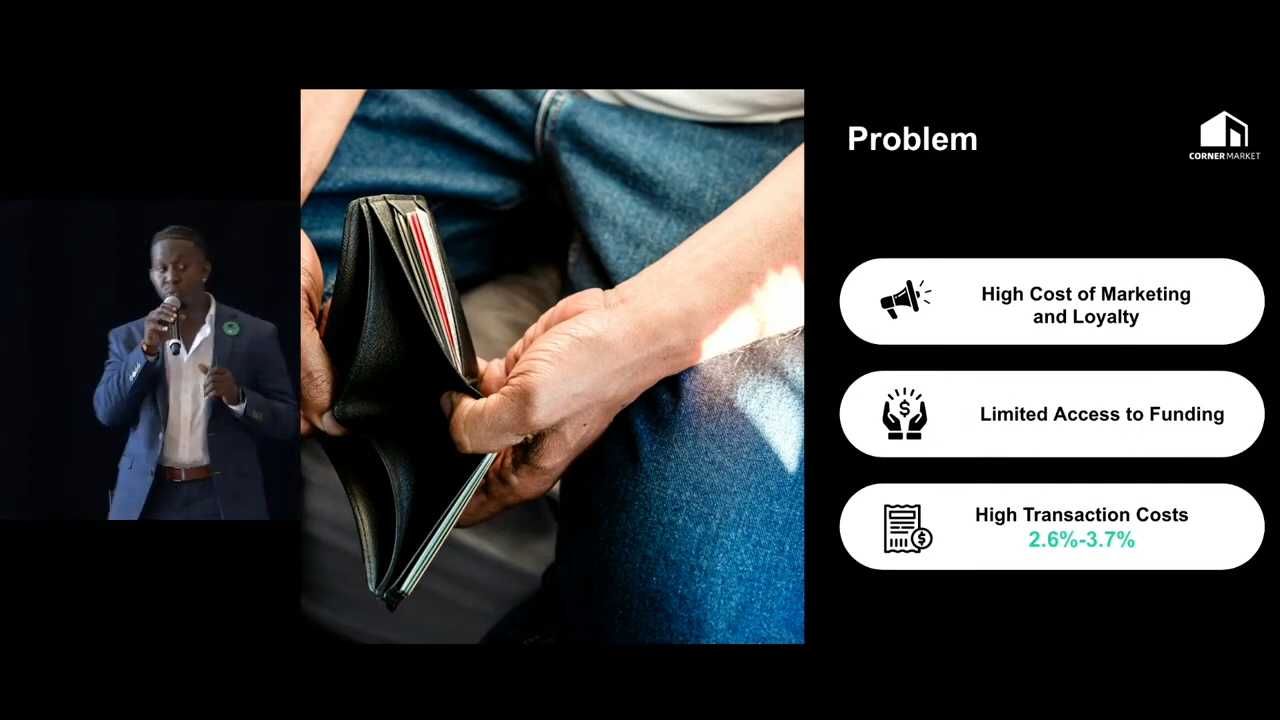 Problem
CORNER MARKET
High Cost of Marketing
and Loyalty
$
Limited Access to Funding
$
High Transaction Costs
2.6%-3.7%